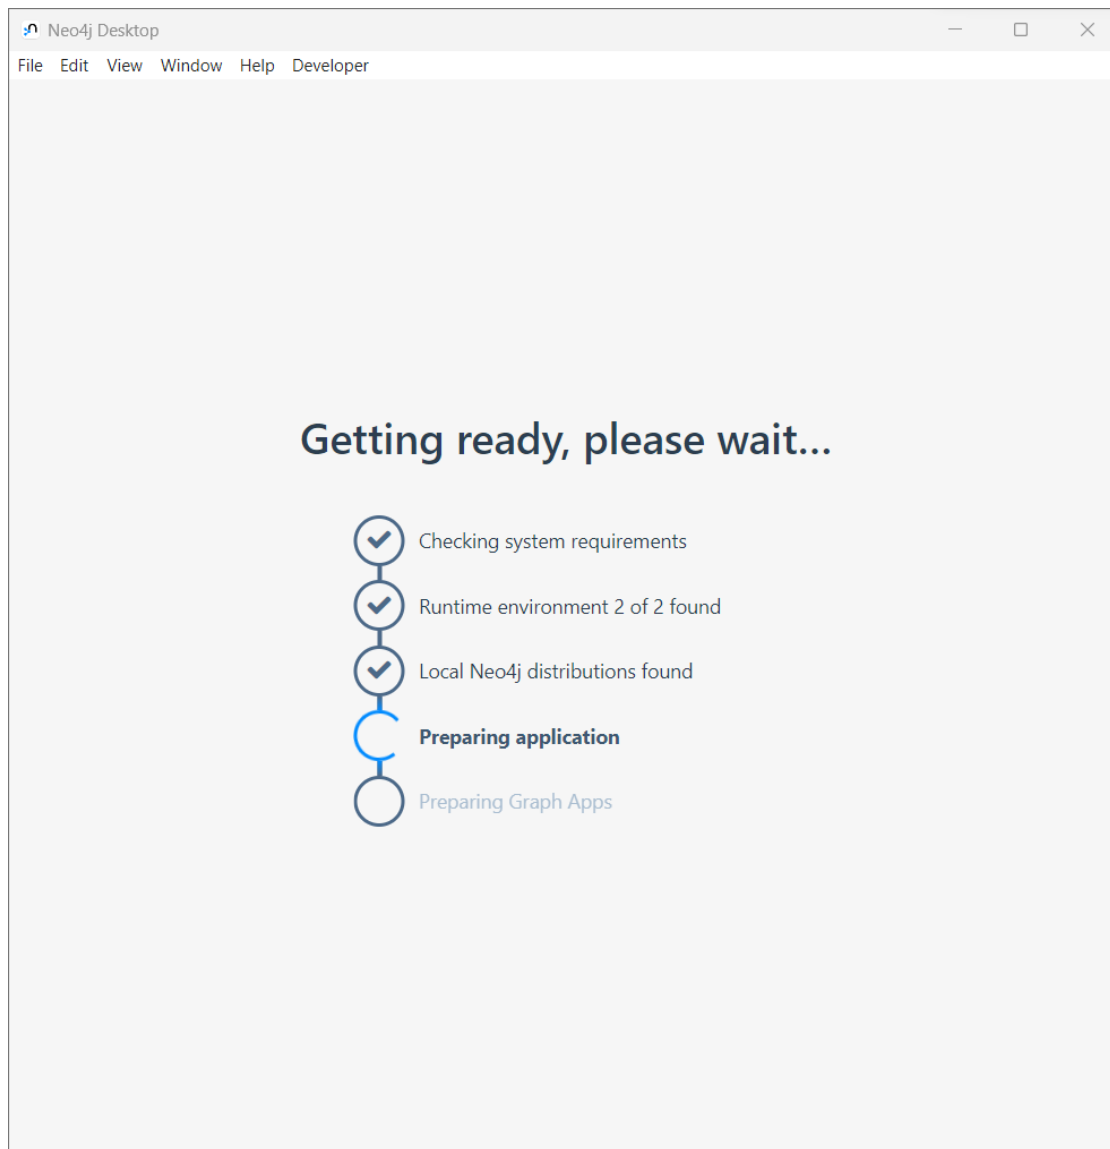 Neo4j Desktop
File Edit View Window Help Developer
Getting ready, please wait...
Checking system requirements
Runtime environment 2 of 2 found
Local Neo4j distributions found
Preparing application
Preparing Graph Apps